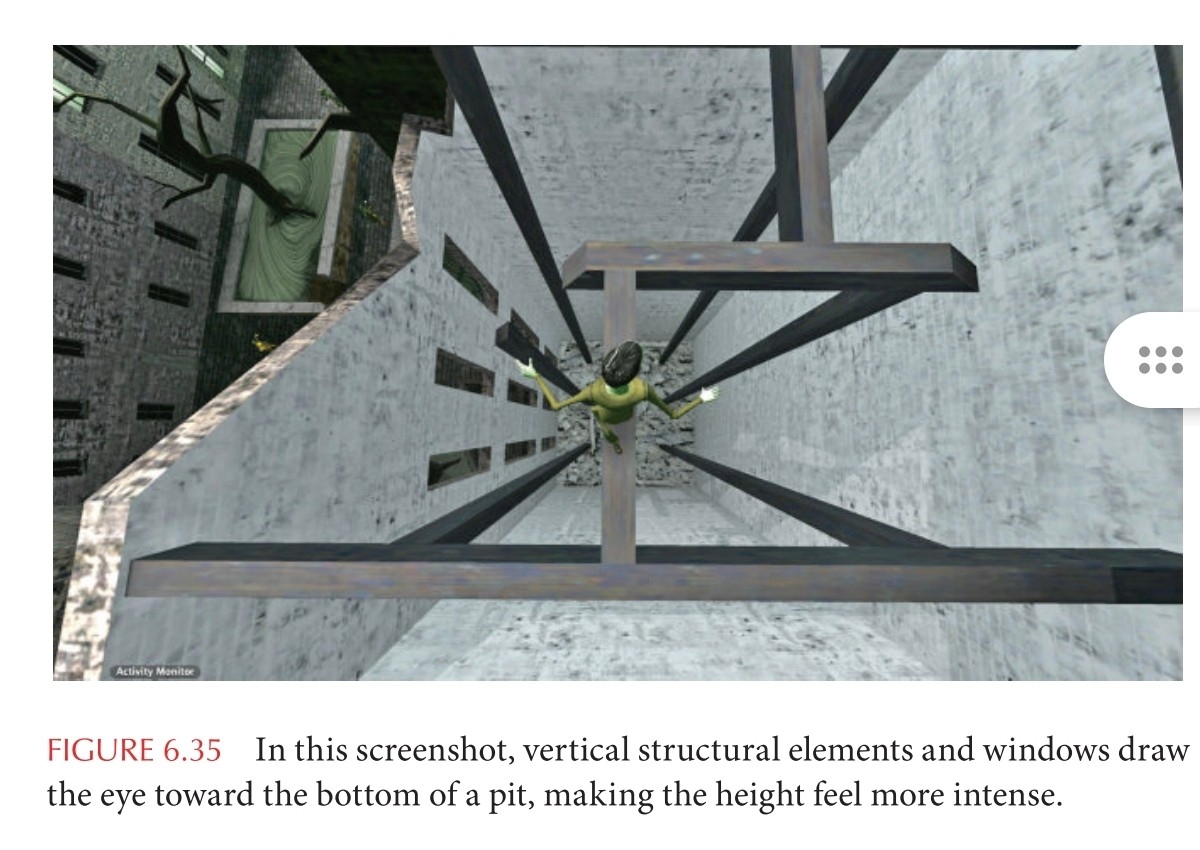 Activity Monitor
FIGURE 6.35 In this screenshot, vertical structural elements and windows draw
the eye toward the bottom of a pit, making the height feel more intense.